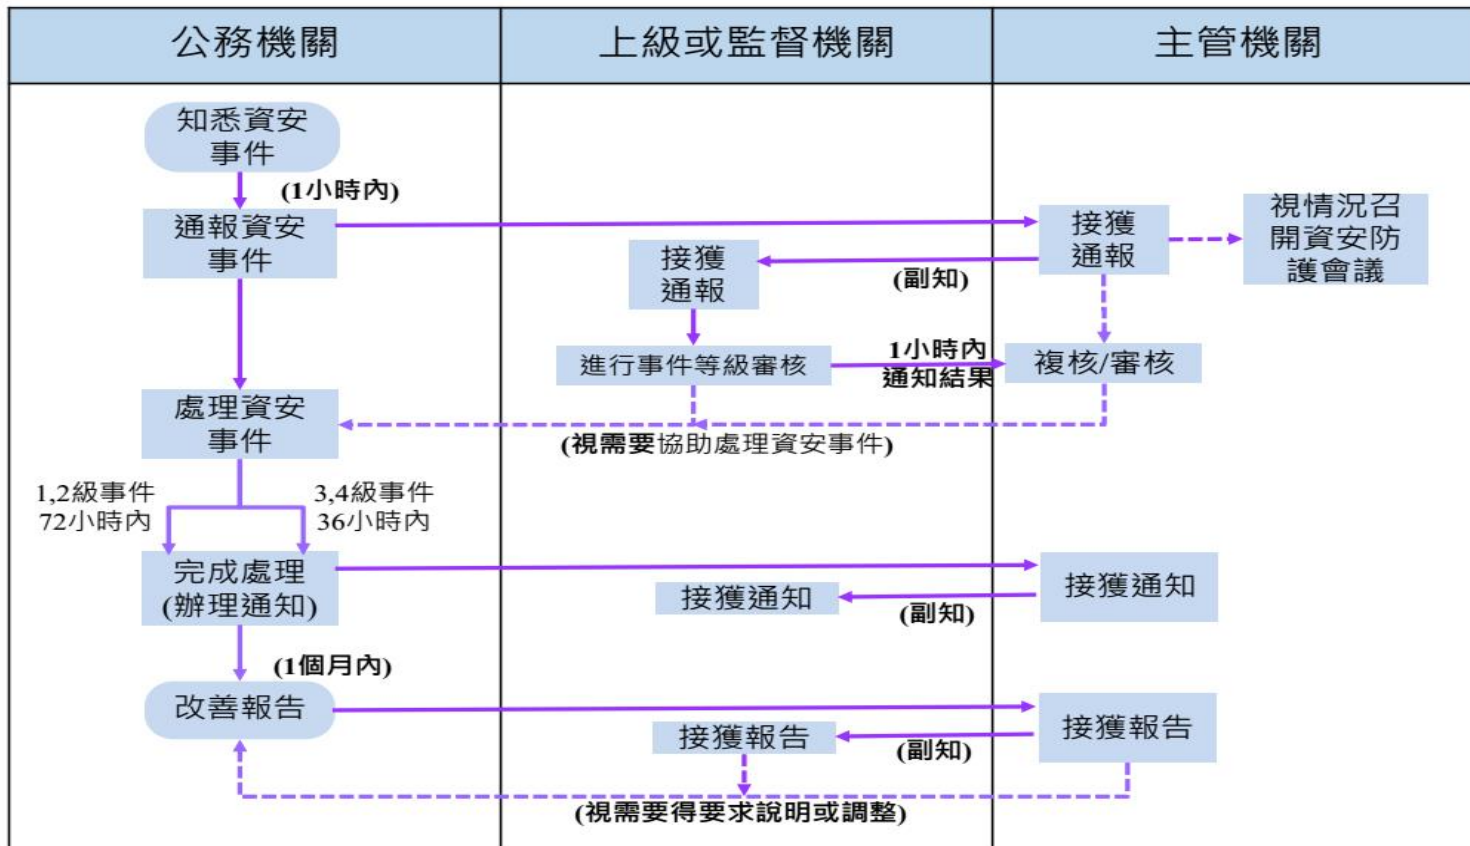 公務機關
上級或監督機關
主管機關
知悉資安
事件
(1小時內)
通報資安
事件
接獲
通報
視情況召
開資安防
護會議
接獲
通報
(副知)
進行事件等級審核
1小時內
通知結果
複核/審核
處理資安
事件
(視需要協助處理資安事件)
1,2級事件
72小時內
3,4級事件
36小時內
完成處理
(辦理通知)
接獲通知
(副知)
接獲通知
(1個月內)
改善報告
接獲報告
(副知)
接獲報告
(視需要得要求說明或調整)